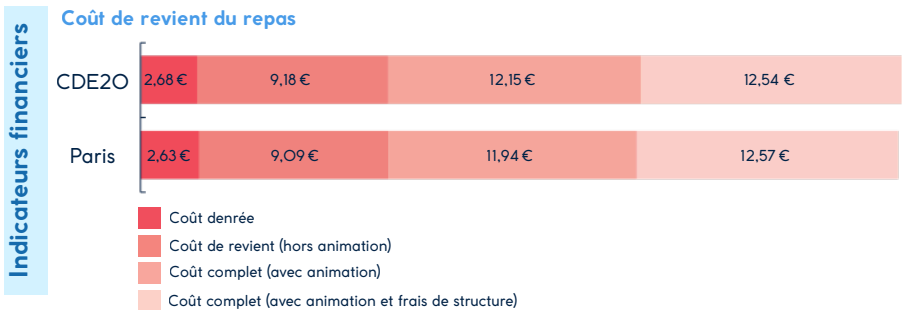 Indicateurs financiers
Coût de revient du repas
CDE20 2,68 € 9,18 € 12,15 € 12,54 €
Paris 2,63 € 9,09 € 11,94 € 12,57 €
Coût denrée
Coût de revient (hors animation)
Coût complet (avec animation)
Coût complet (avec animation et frais de structure)